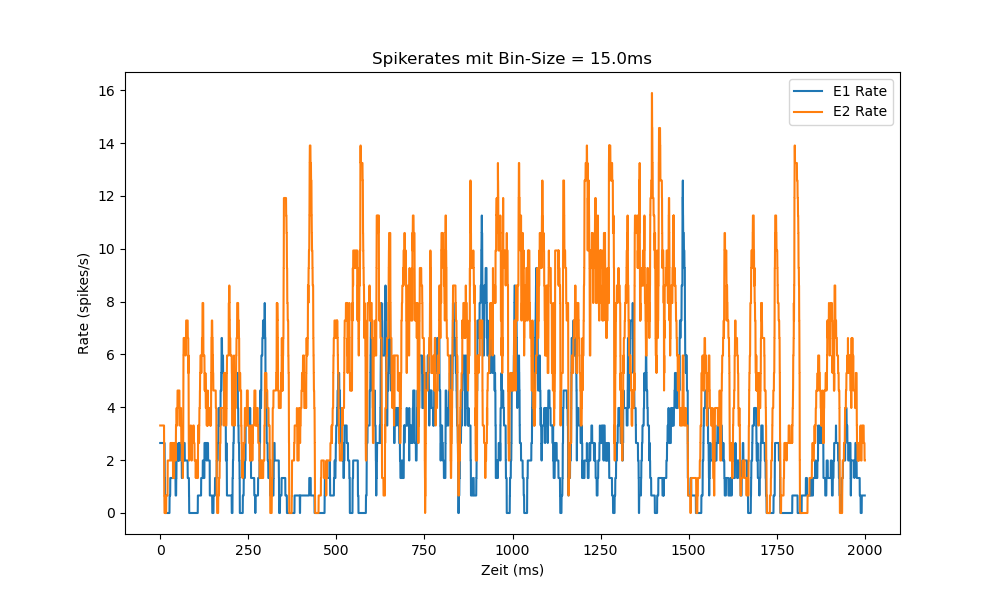 Spikerates mit Bin-Size = 15.0ms
E1 Rate
E2 Rate
Rate (spikes/s)
16
14
12
10
8
6
4
2
0
0 250 500 750 1000 1250 1500 1750 2000
Zeit (ms)